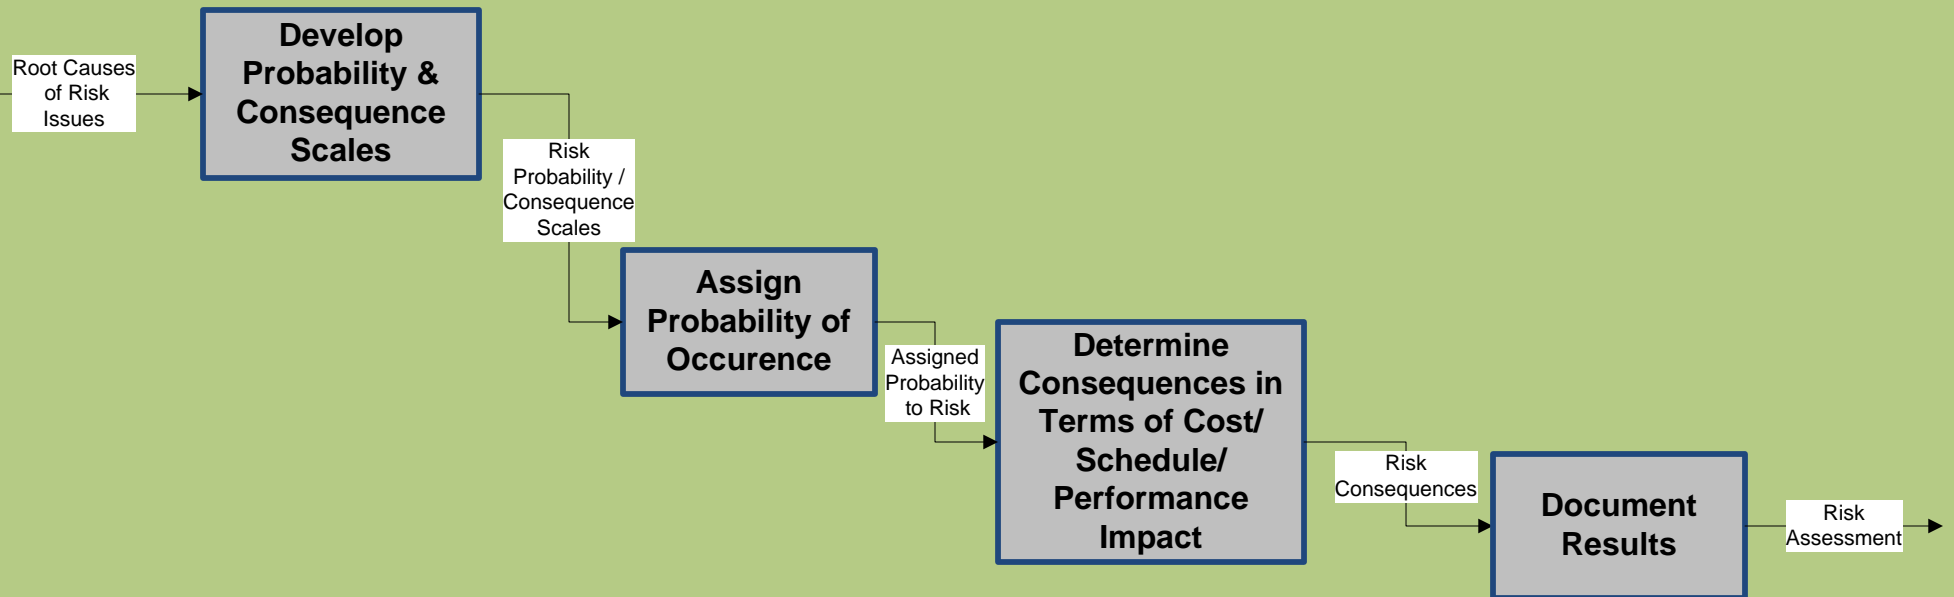 Root Causes
of Risk
Issues
Develop
Probability &
Consequence
Scales
Risk
Probability /
Consequence
Scales
Assign
Probability of
Occurence
Assigned
Probability
to Risk
Determine
Consequences in
Terms of Cost/
Schedule/
Performance
Impact
Risk
Consequences
Document
Results
Risk
Assessment